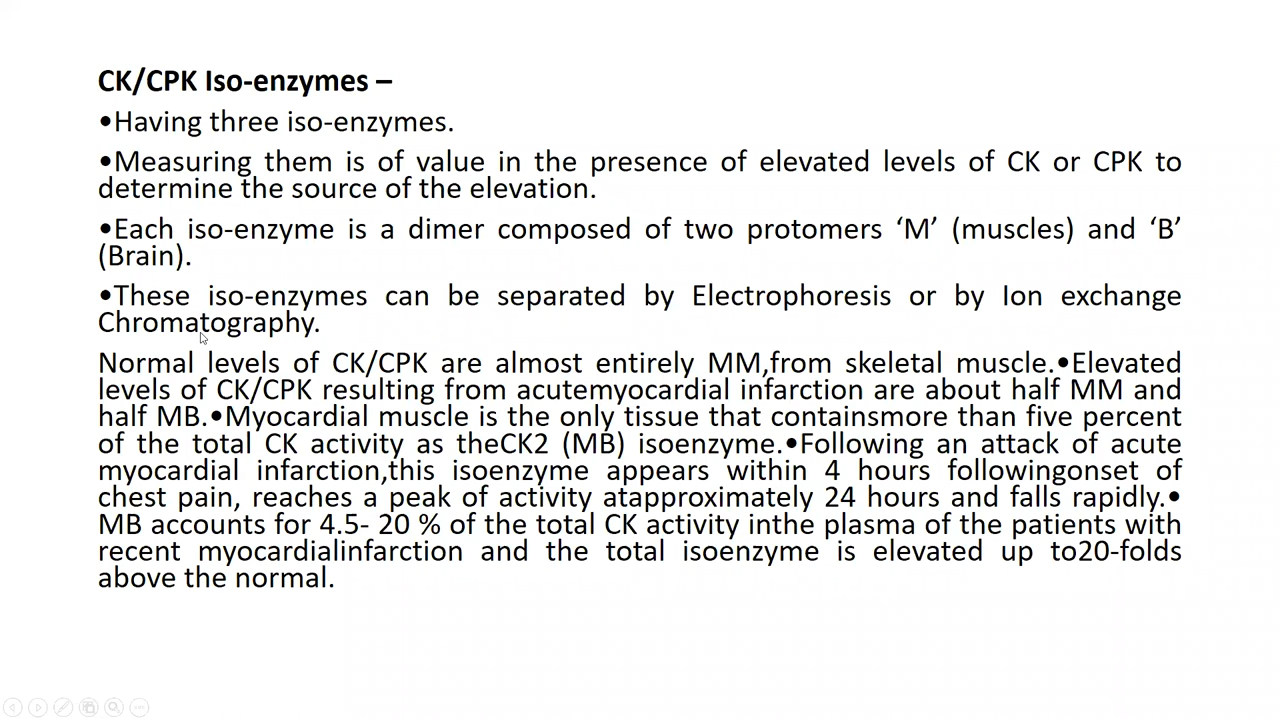 CK/CPK Iso-enzymes –
•Having three iso-enzymes.
•Measuring them is of value in the presence of elevated levels of CK or CPK to
determine the source of the elevation.
•Each iso-enzyme is a dimer composed of two protomers ‘M’ (muscles) and ‘B’
(Brain).
•These iso-enzymes can be separated by Electrophoresis or by Ion exchange
Chromatography.
Normal levels of CK/CPK are almost entirely MM,from skeletal muscle.•Elevated
levels of CK/CPK resulting from acutemyocardial infarction are about half MM and
half MB.•Myocardial muscle is the only tissue that containsmore than five percent
of the total CK activity as theCK2 (MB) isoenzyme.•Following an attack of acute
myocardial infarction,this isoenzyme appears within 4 hours followingonset of
chest pain, reaches a peak of activity atapproximately 24 hours and falls rapidly.•
MB accounts for 4.5- 20 % of the total CK activity inthe plasma of the patients with
recent myocardialinfarction and the total isoenzyme is elevated up to20-folds
above the normal.